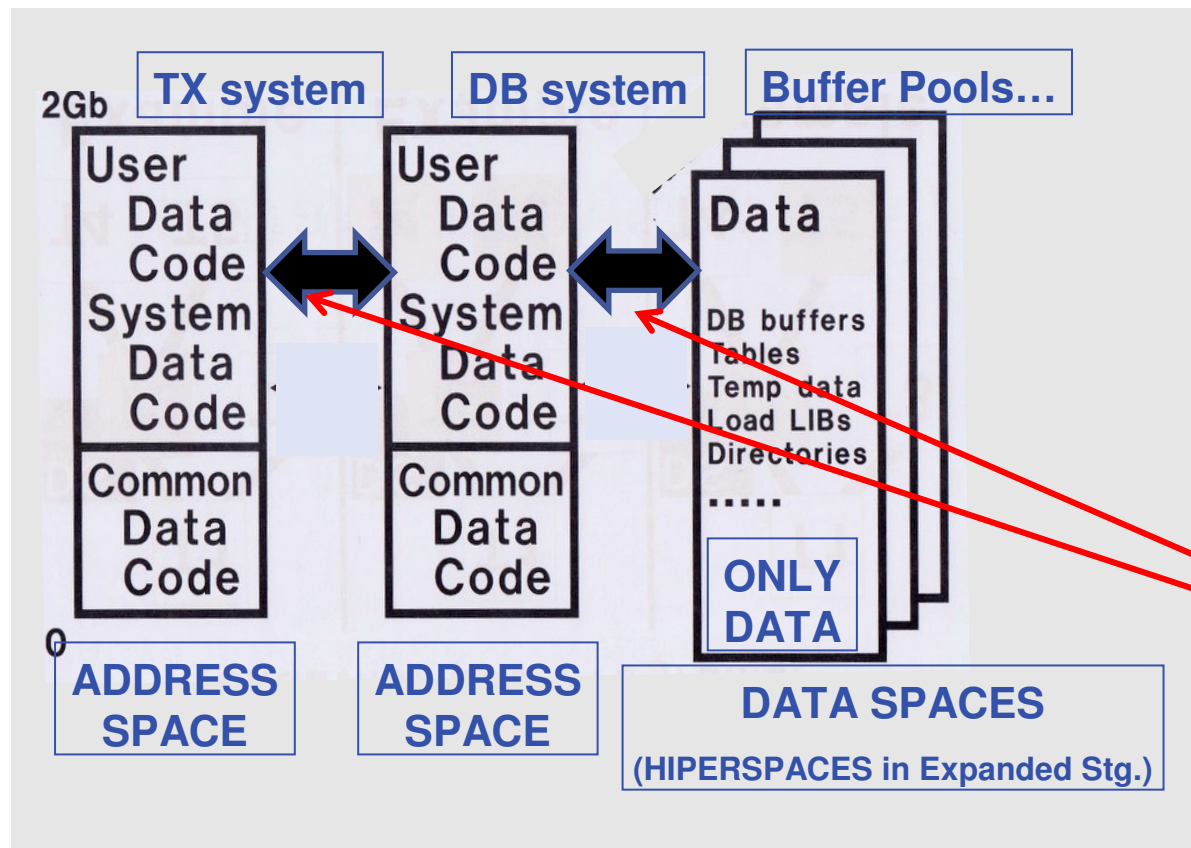 TX system
DB system
Buffer Pools…
2Gb
User
Data
Code
System
Data
Code
Common
Data
Code
0
ADDRESS
SPACE
User
Data
Code
System
Data
Code
Common
Data
Code
ADDRESS
SPACE
Data
DB buffers
Tables
Temp data
Load LIBs
Directories
.....
ONLY
DATA
DATA SPACES
(HIPERSPACES in Expanded Stg.)